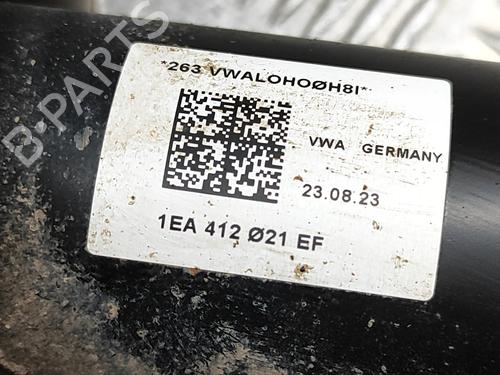 *263 VWALOHOØH8I*
VWA GERMANY
23.08.23
1EA 412 Ø21 EF
B-PARTS